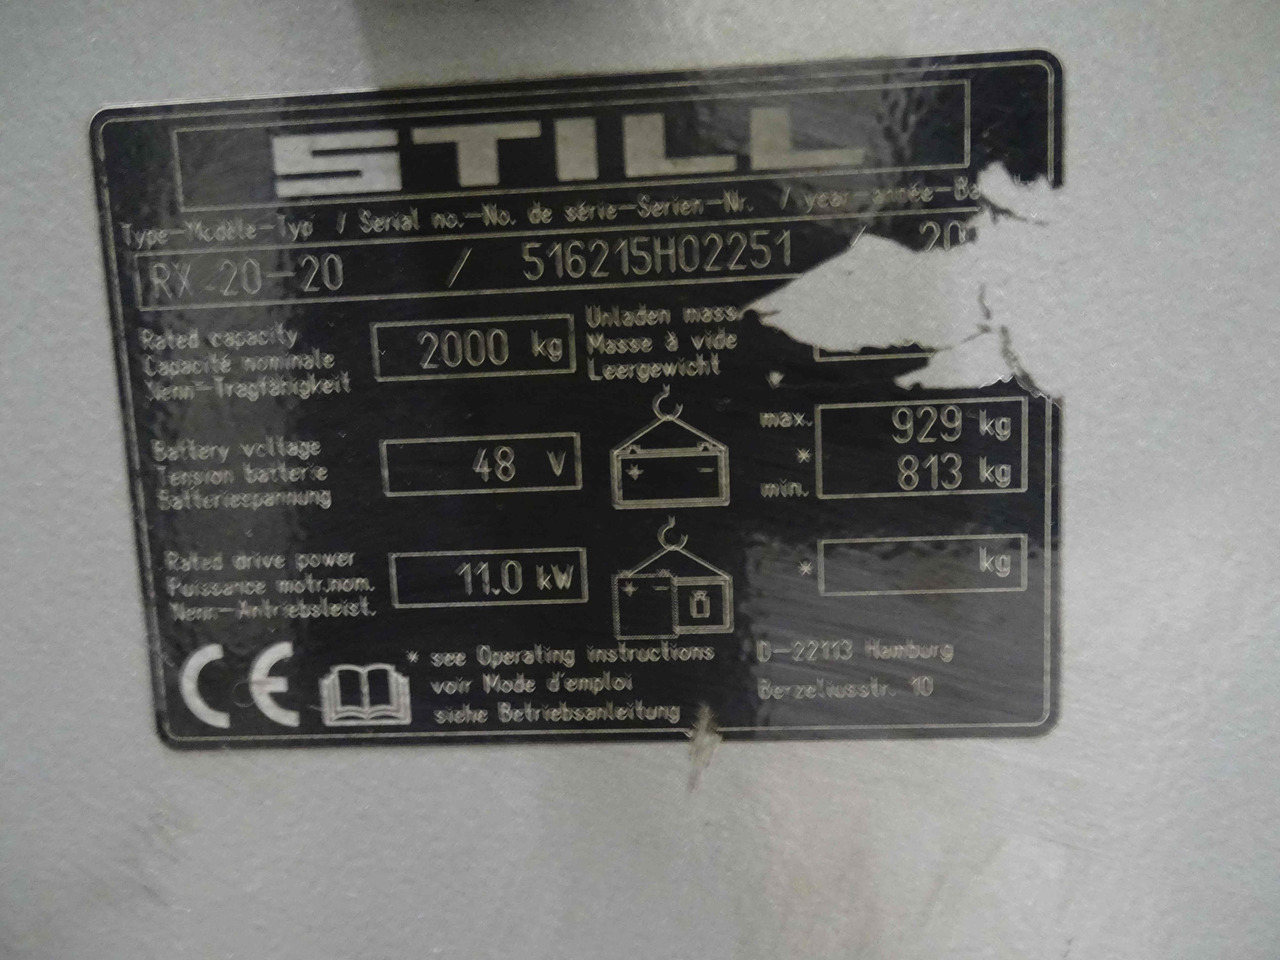 STILL
Type-Modèle-Typ / Serial no.-No. de série-Serien-Nr. / year-année-Ba
RX 20-20 / 516215H02251 / 20
Rated capacity
Capacité nominale
Nenn-Tragfähigkeit
2000 kg
Unladen mass
Masse à vide
Leergewicht
Battery voltage
Tension batterie
Batteriespannung
48 V
+ -
max. 929 kg
*
min. 813 kg
Rated drive power
Puissance motr.nom.
Nenn-Antriebsleist.
11.0 kW
+ -
* kg
CE
* see Operating instructions
voir Mode d'emploi
siehe Betriebsanleitung
D-22113 Hamburg
Berzeliusstr. 10